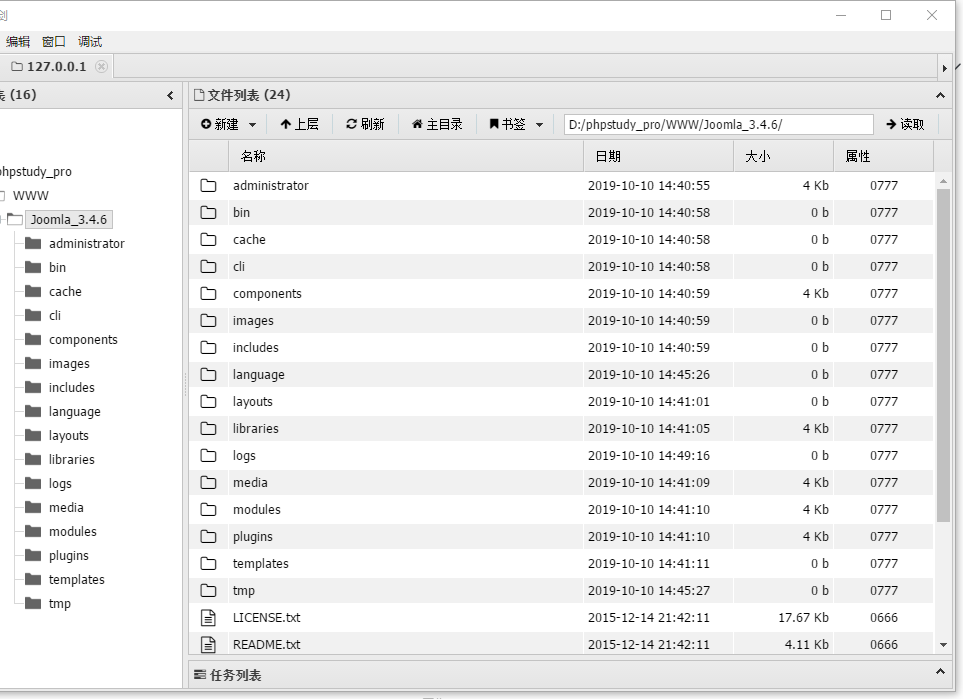 剑
编辑 窗口 调试
127.0.0.1
表 (16)
文件列表 (24)
新建 上层 刷新 主目录 书签 D:/phpstudy_pro/WWW/Joomla_3.4.6/ 读取
名称 日期 大小 属性
phpstudy_pro
WWW
Joomla_3.4.6
administrator
bin
cache
cli
components
images
includes
language
layouts
libraries
logs
media
modules
plugins
templates
tmp
administrator 2019-10-10 14:40:55 4 Kb 0777
bin 2019-10-10 14:40:58 0 b 0777
cache 2019-10-10 14:40:58 0 b 0777
cli 2019-10-10 14:40:58 0 b 0777
components 2019-10-10 14:40:59 4 Kb 0777
images 2019-10-10 14:40:59 0 b 0777
includes 2019-10-10 14:40:59 0 b 0777
language 2019-10-10 14:45:26 0 b 0777
layouts 2019-10-10 14:41:01 0 b 0777
libraries 2019-10-10 14:41:05 4 Kb 0777
logs 2019-10-10 14:49:16 0 b 0777
media 2019-10-10 14:41:09 4 Kb 0777
modules 2019-10-10 14:41:10 4 Kb 0777
plugins 2019-10-10 14:41:10 4 Kb 0777
templates 2019-10-10 14:41:11 0 b 0777
tmp 2019-10-10 14:45:27 0 b 0777
LICENSE.txt 2015-12-14 21:42:11 17.67 Kb 0666
README.txt 2015-12-14 21:42:11 4.11 Kb 0666
任务列表